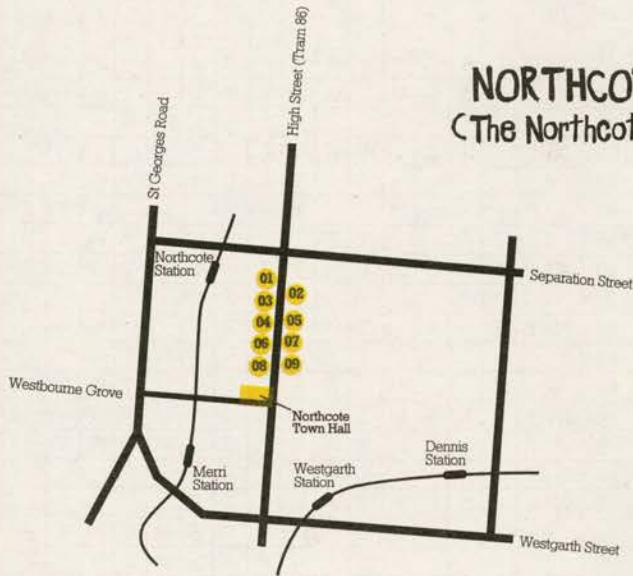 NORTHCO
(The Northcot
High Street (Tram 86)
St Georges Road
Northcote
Station
Separation Street
01
02
03
04
05
06
07
08
09
Westbourne Grove
Northcote
Town Hall
Merri
Station
Westgarth
Station
Dennis
Station
Westgarth Street